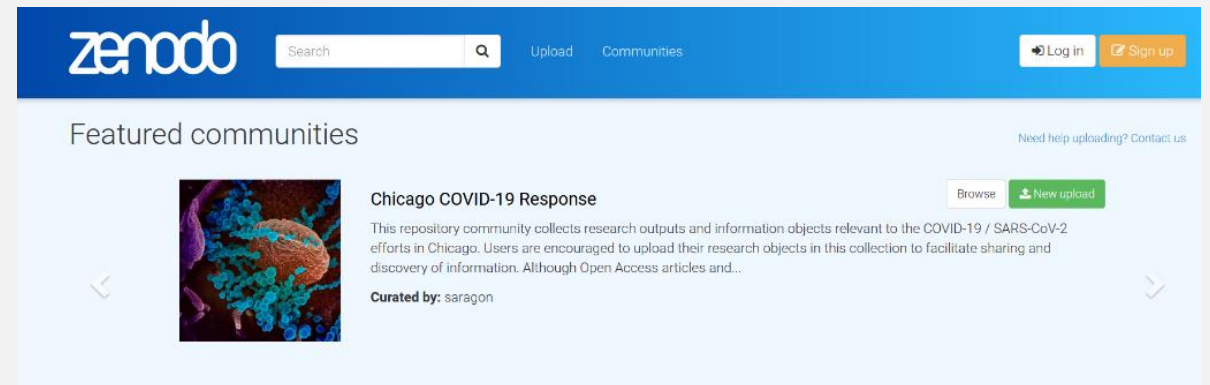 zenodo
Search
Upload
Communities
Log in
Sign up
Featured communities
Need help uploading? Contact us
Chicago COVID-19 Response
Browse
New upload
This repository community collects research outputs and information objects relevant to the COVID-19 / SARS-CoV-2
efforts in Chicago. Users are encouraged to upload their research objects in this collection to facilitate sharing and
discovery of information. Although Open Access articles and...
Curated by: saragon